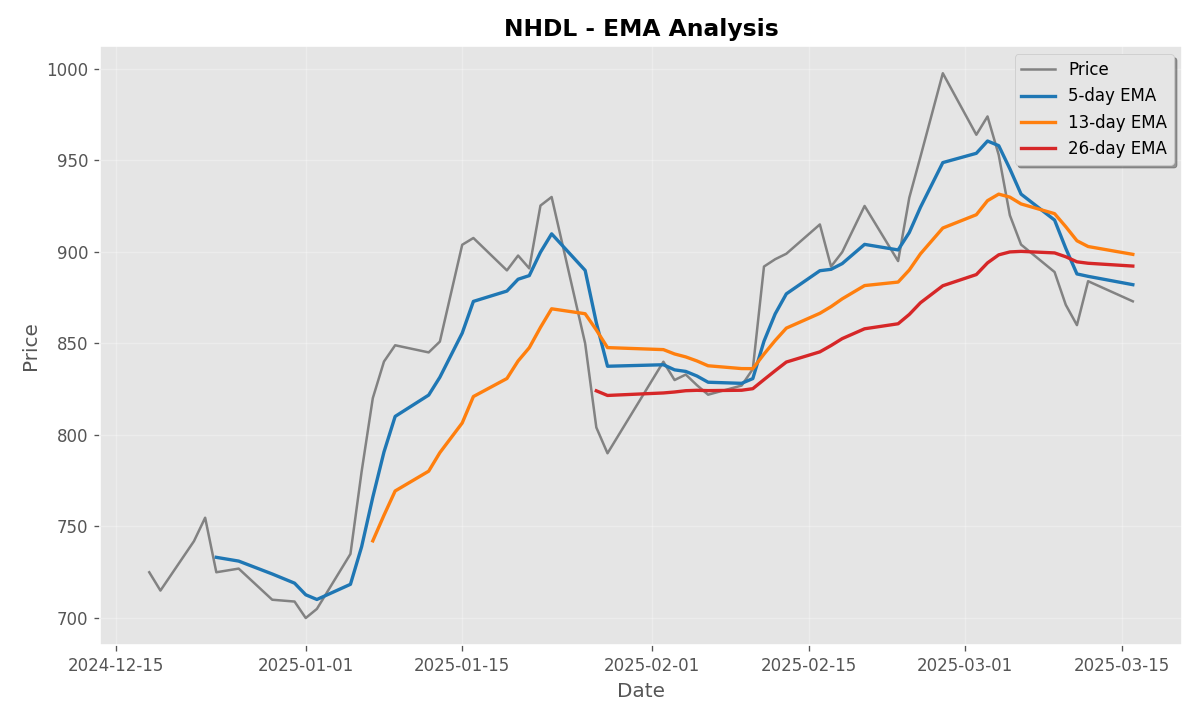 NHDL - EMA Analysis
Price
5-day EMA
13-day EMA
26-day EMA
1000
950
900
850
800
750
700
Price
2024-12-15
2025-01-01
2025-01-15
2025-02-01
2025-02-15
2025-03-01
2025-03-15
Date